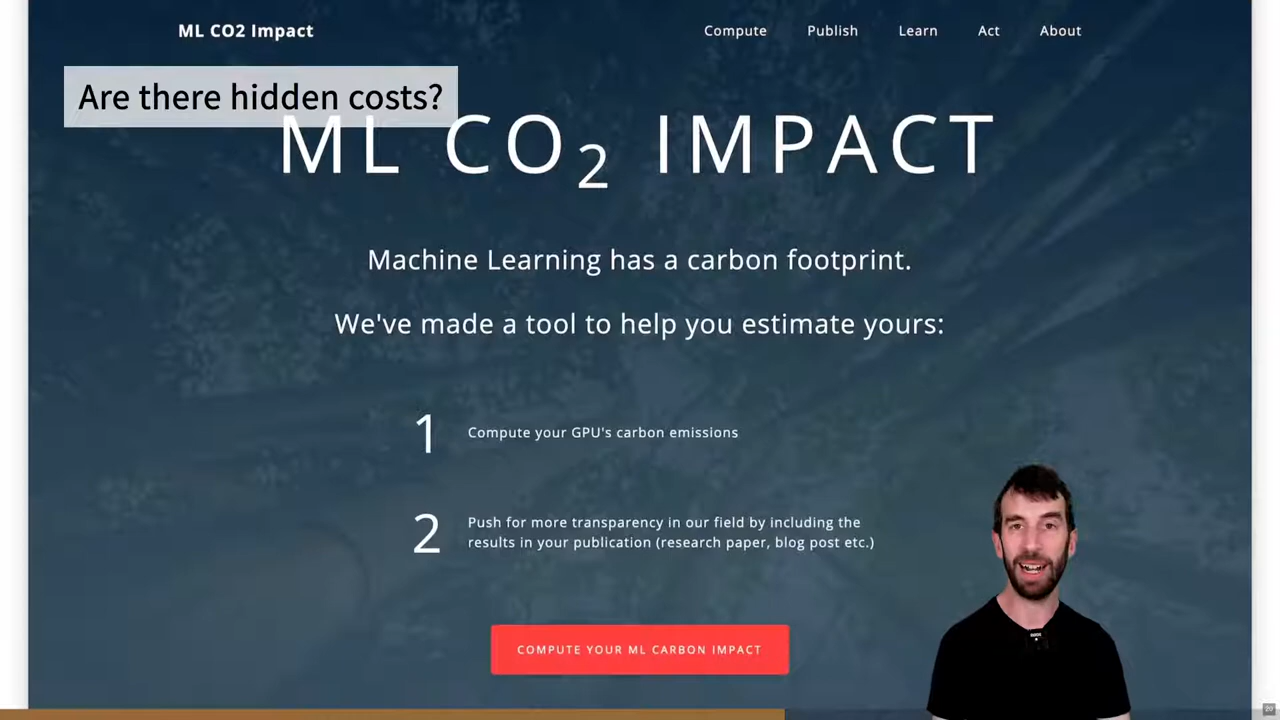 ML CO2 Impact
Compute
Publish
Learn
Act
About
Are there hidden costs?
ML CO2 IMPACT
Machine Learning has a carbon footprint.
We've made a tool to help you estimate yours:
1
Compute your GPU's carbon emissions
2
Push for more transparency in our field by including the
results in your publication (research paper, blog post etc.)
COMPUTE YOUR ML CARBON IMPACT
20